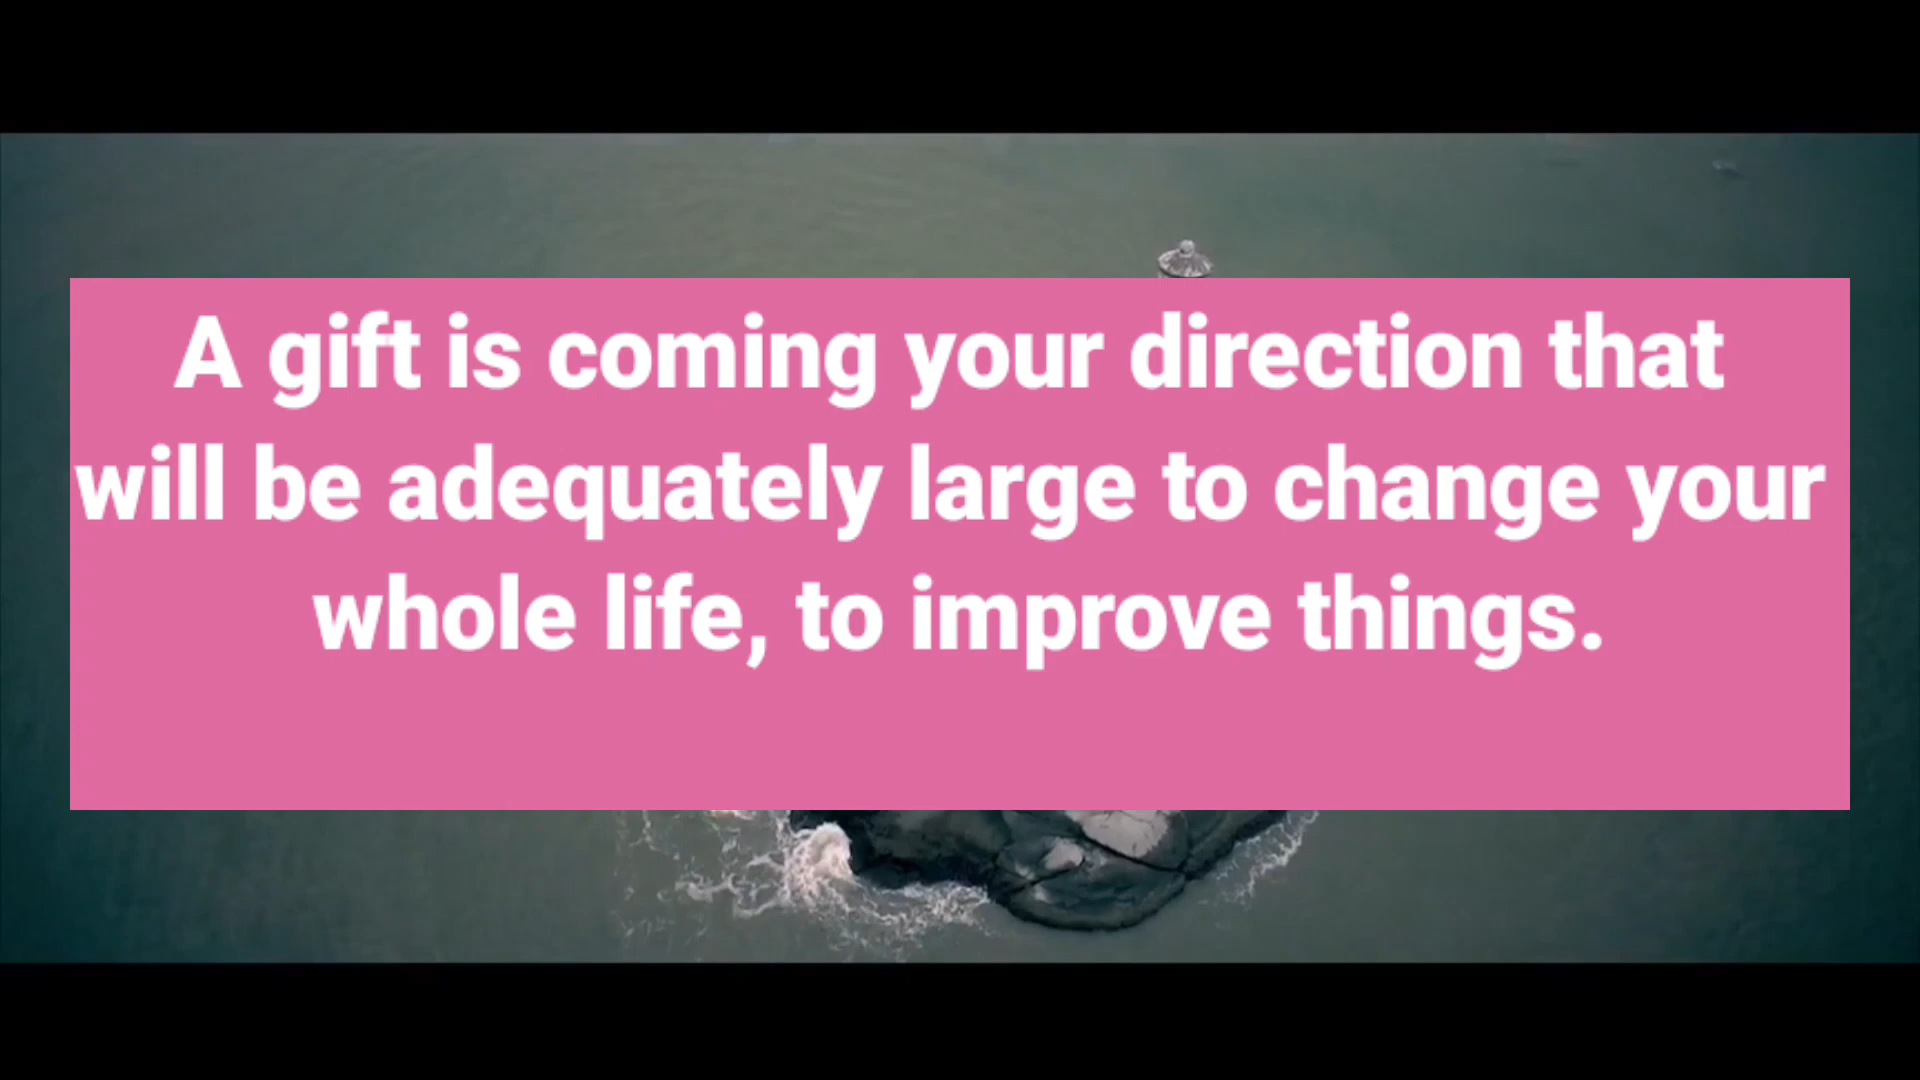 A gift is coming your direction that
will be adequately large to change your
whole life, to improve things.